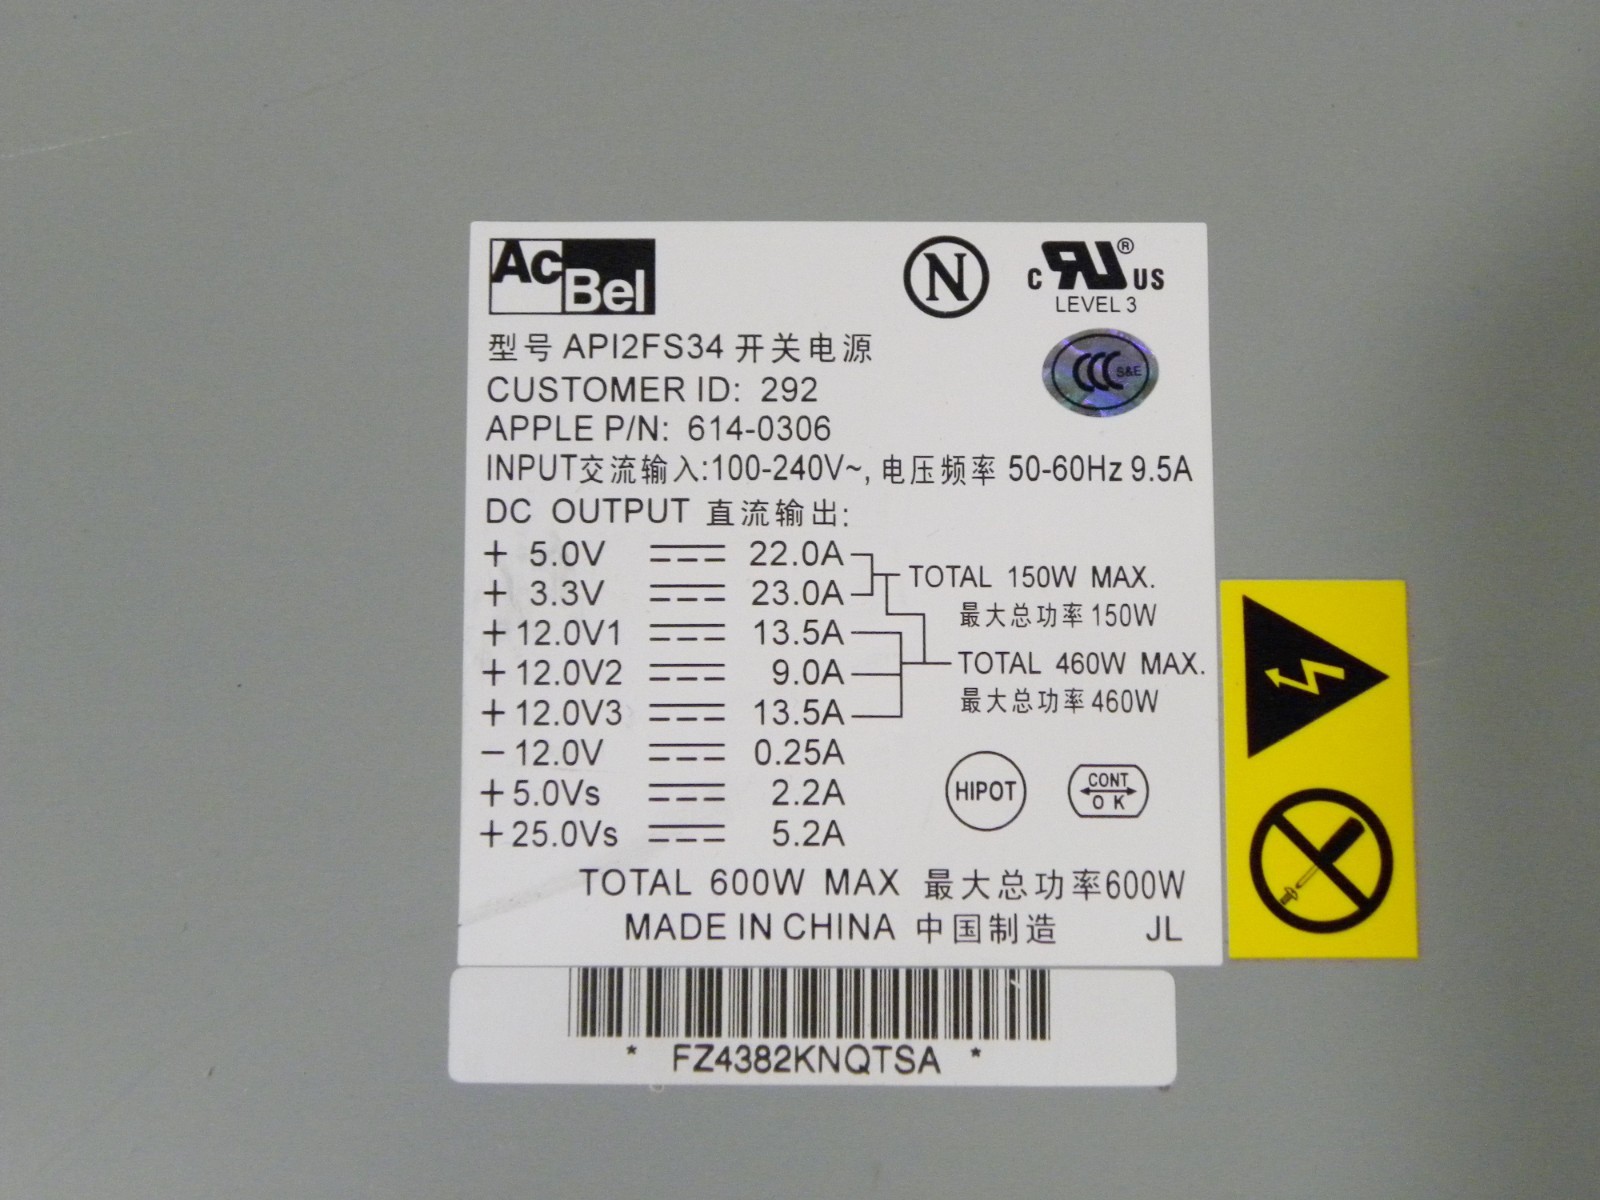 AcBel
N
c RU ® US
LEVEL 3
型号 API2FS34 开关电源
CCC S&E
CUSTOMER ID: 292
APPLE P/N: 614-0306
INPUT交流输入:100-240V~, 电压频率 50-60Hz 9.5A
DC OUTPUT 直流输出:
+ 5.0V 22.0A
+ 3.3V 23.0A
TOTAL 150W MAX.
最大总功率150W
+ 12.0V1 13.5A
+ 12.0V2 9.0A
+ 12.0V3 13.5A
TOTAL 460W MAX.
最大总功率460W
- 12.0V 0.25A
+ 5.0Vs 2.2A
+ 25.0Vs 5.2A
HIPOT
CONT
OK
TOTAL 600W MAX 最大总功率600W
MADE IN CHINA 中国制造 JL
* FZ4382KNQTSA *